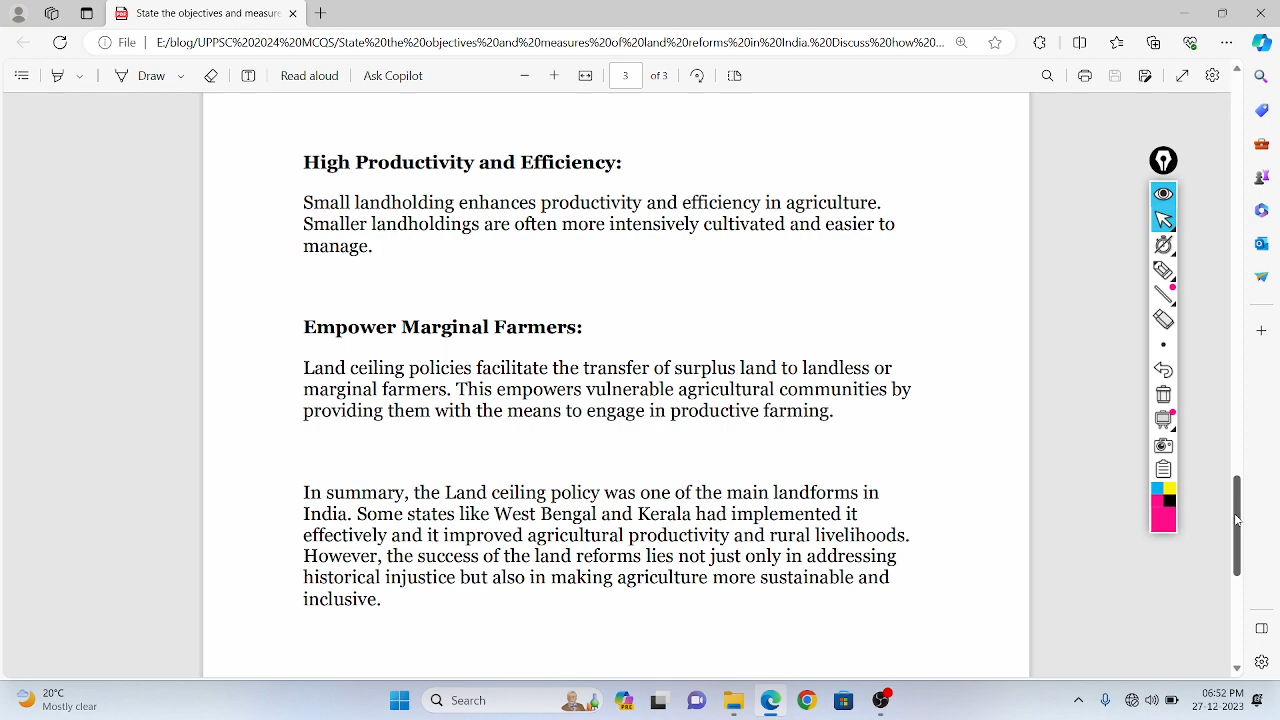 State the objectives and measure
File
E:/blog/UPPSC%202024%20MCQS/State%20the%20objectives%20and%20measures%20of%20land%20reforms%20in%20India.%20Discuss%20how%20...
Draw
Read aloud
Ask Copilot
3
of 3
High Productivity and Efficiency:
Small landholding enhances productivity and efficiency in agriculture.
Smaller landholdings are often more intensively cultivated and easier to
manage.
Empower Marginal Farmers:
Land ceiling policies facilitate the transfer of surplus land to landless or
marginal farmers. This empowers vulnerable agricultural communities by
providing them with the means to engage in productive farming.
In summary, the Land ceiling policy was one of the main landforms in
India. Some states like West Bengal and Kerala had implemented it
effectively and it improved agricultural productivity and rural livelihoods.
However, the success of the land reforms lies not just only in addressing
historical injustice but also in making agriculture more sustainable and
inclusive.
20°C
Mostly clear
Search
PRE
06:52 PM
27-12-2023